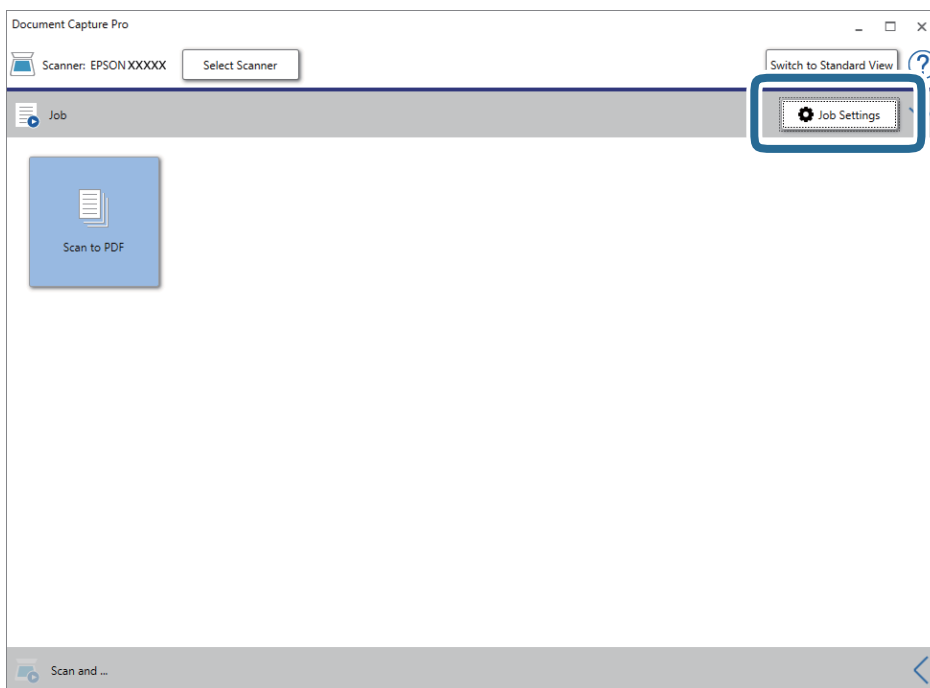 Document Capture Pro
Scanner: EPSON XXXXX Select Scanner Switch to Standard View ?
Job Job Settings
Scan to PDF
Scan and ...